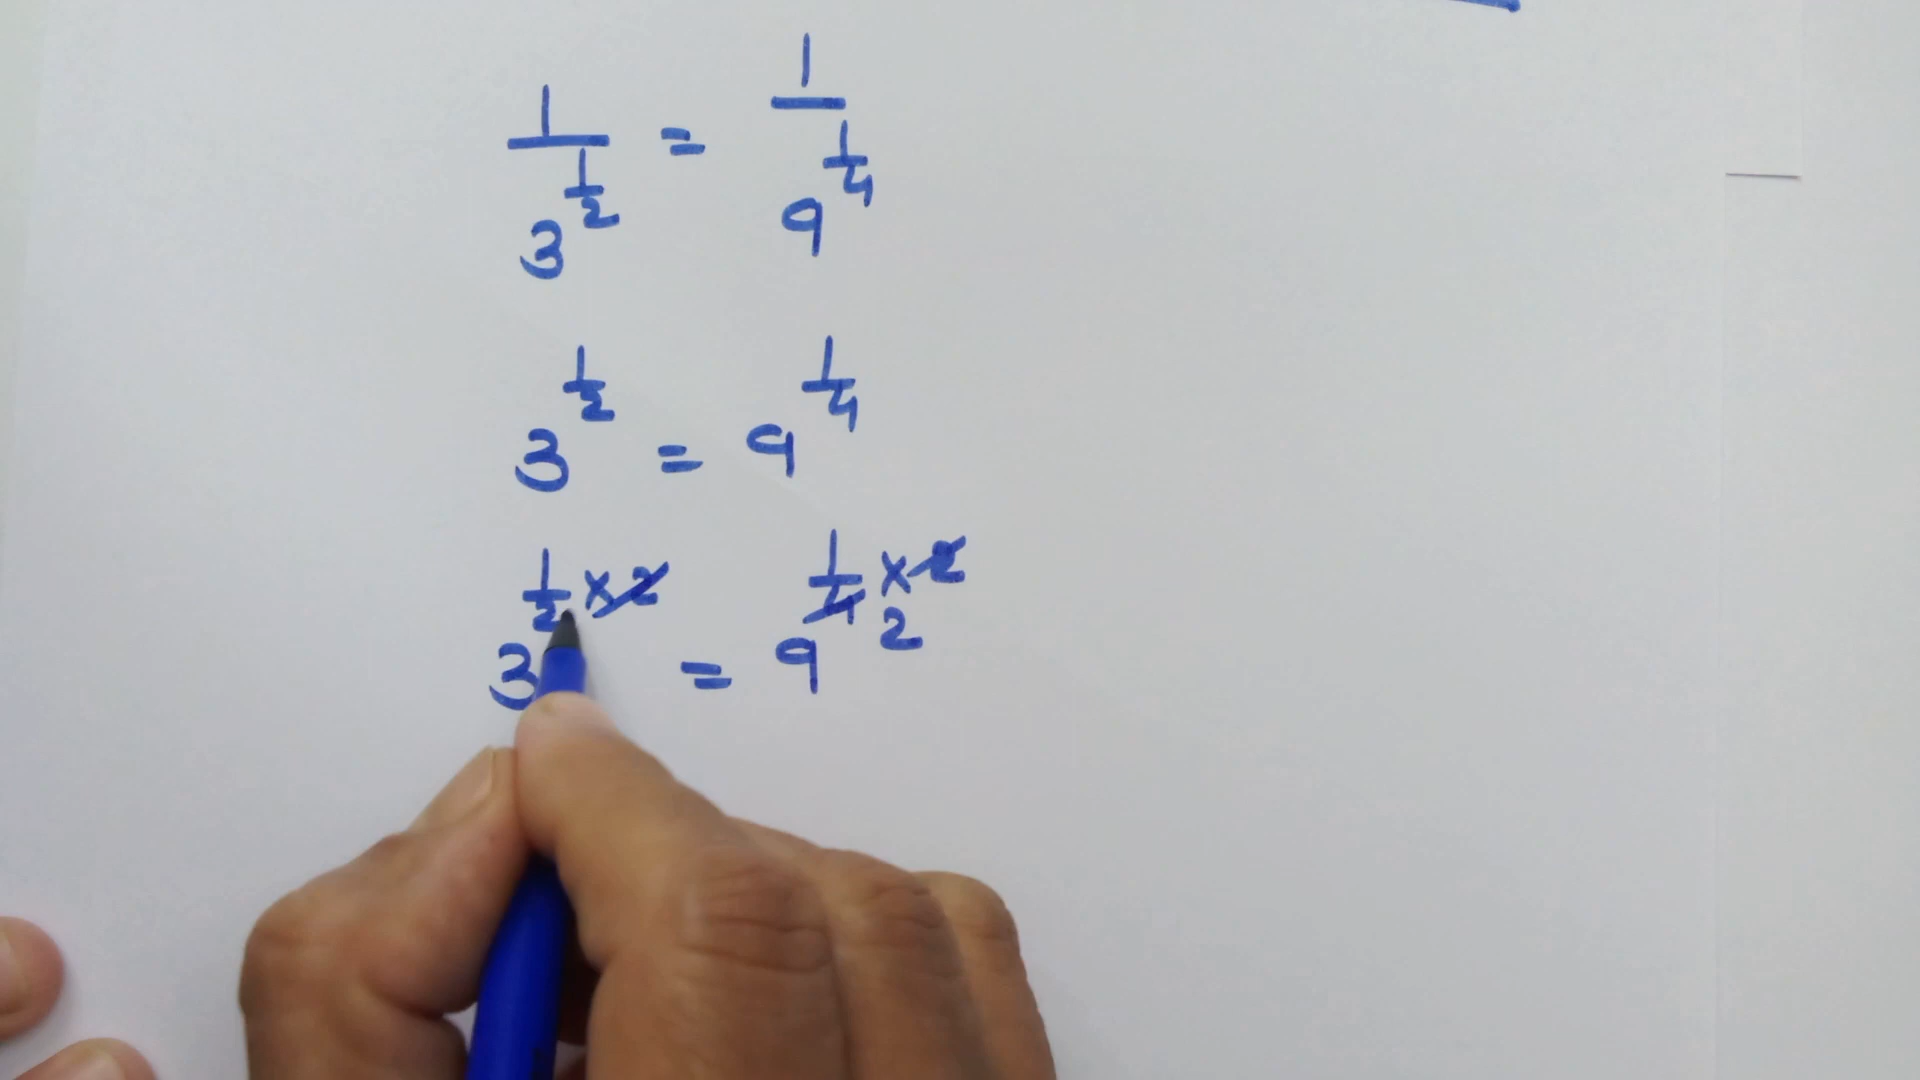 1/3^(1/2) = 1/9^(1/4)
3^(1/2) = 9^(1/4)
3^(1/2 × 2) = 9^(1/4 × 2) 2